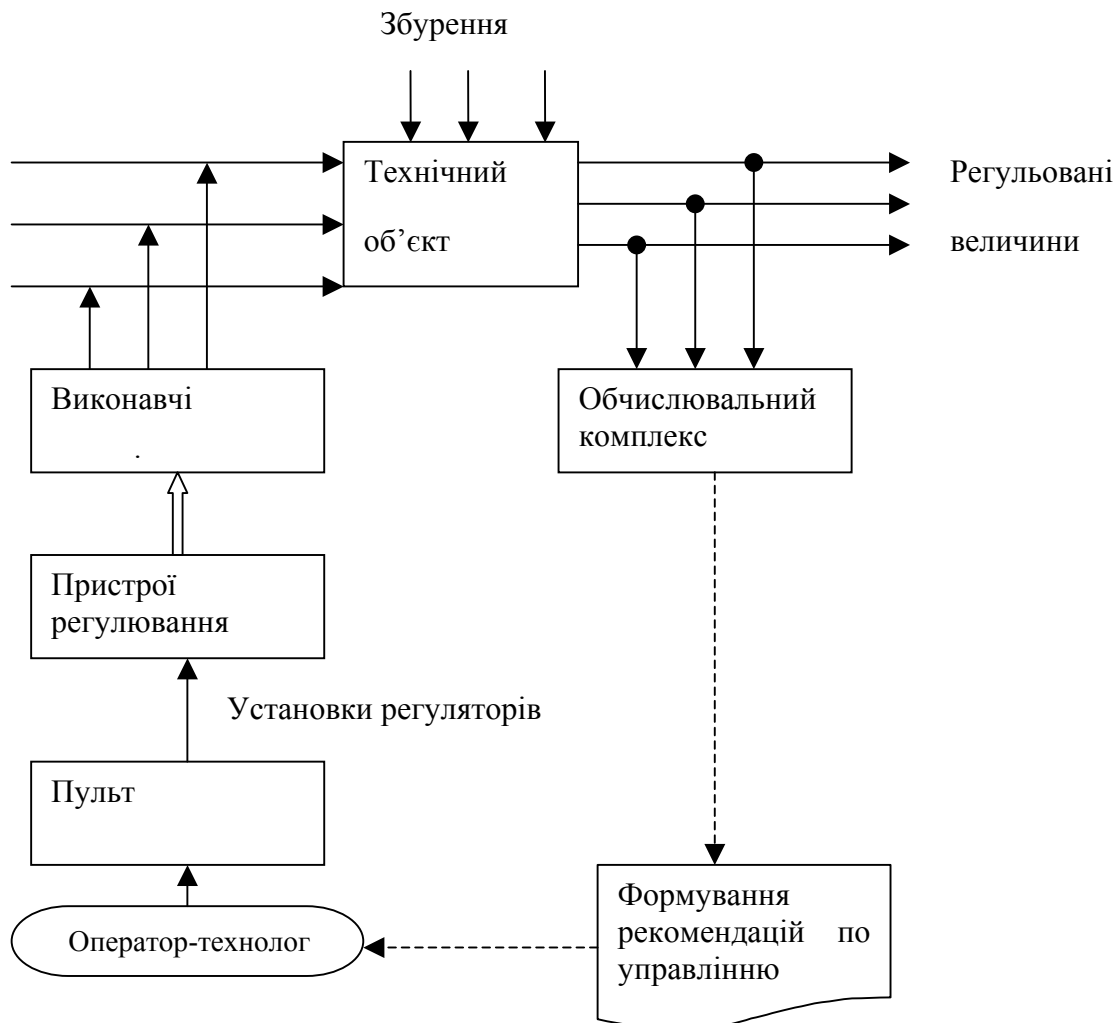 Збурення
Технічний
об’єкт
Регульовані
величини
Виконавчі
Обчислювальний
комплекс
Пристрої
регулювання
Установки регуляторів
Пульт
Формування
рекомендацій по
управлінню
Оператор-технолог